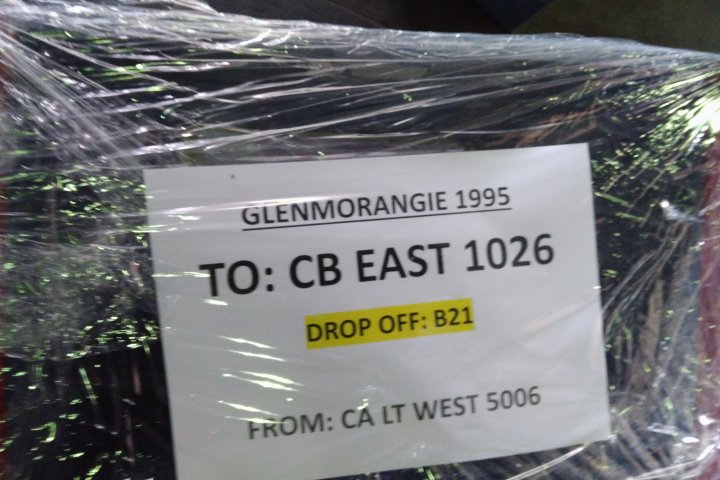 GLENMORANGIE 1995
TO: CB EAST 1026
DROP OFF: B21
FROM: CA LT WEST 5006